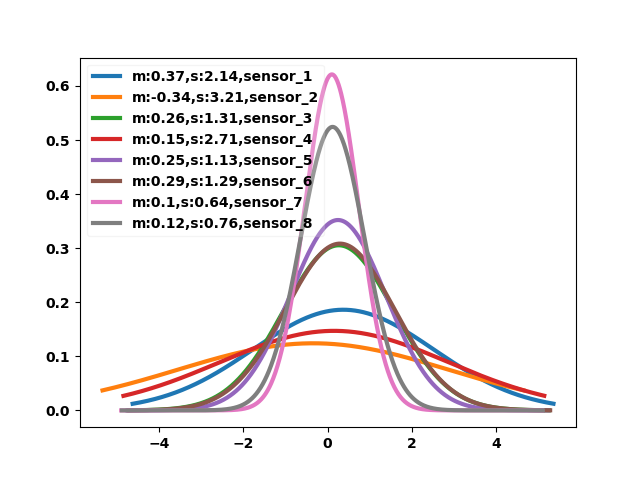 m:0.37,s:2.14,sensor_1
m:-0.34,s:3.21,sensor_2
m:0.26,s:1.31,sensor_3
m:0.15,s:2.71,sensor_4
m:0.25,s:1.13,sensor_5
m:0.29,s:1.29,sensor_6
m:0.1,s:0.64,sensor_7
m:0.12,s:0.76,sensor_8
0.6
0.5
0.4
0.3
0.2
0.1
0.0
−4 −2 0 2 4